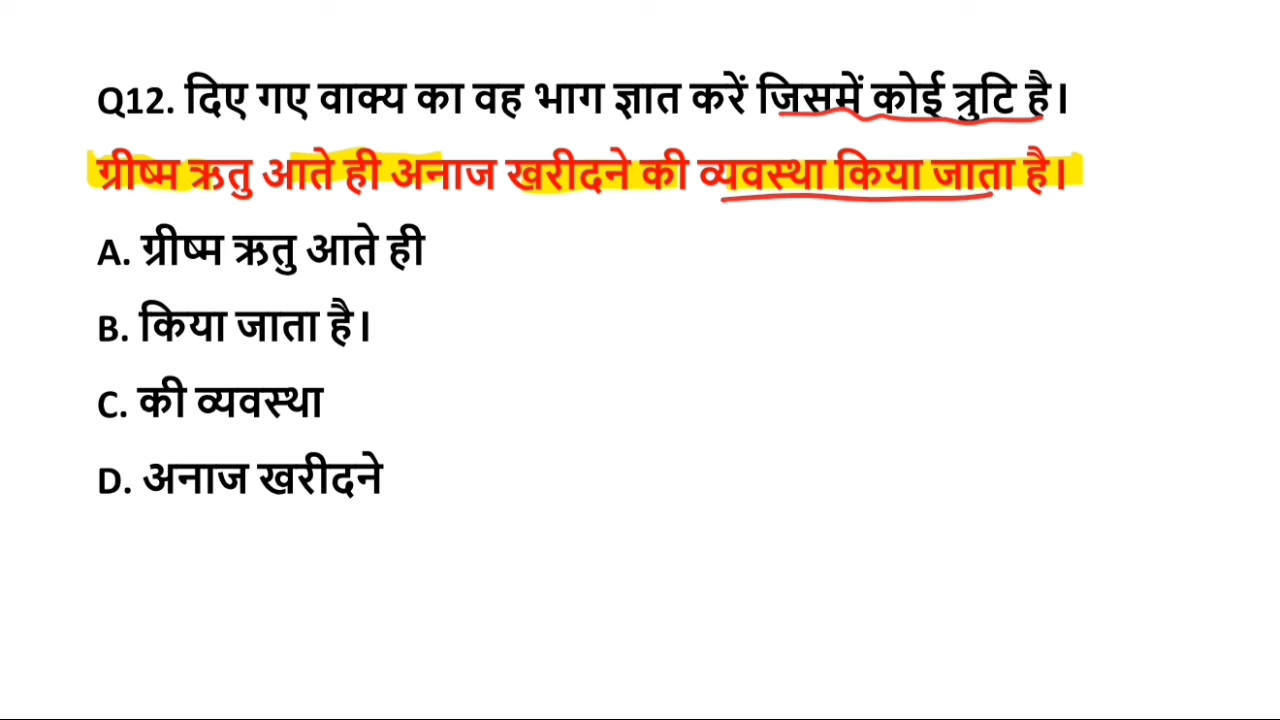 Q12. दिए गए वाक्य का वह भाग ज्ञात करें जिसमें कोई त्रुटि है।
ग्रीष्म ऋतु आते ही अनाज खरीदने की व्यवस्था किया जाता है।
A. ग्रीष्म ऋतु आते ही
B. किया जाता है।
C. की व्यवस्था
D. अनाज खरीदने